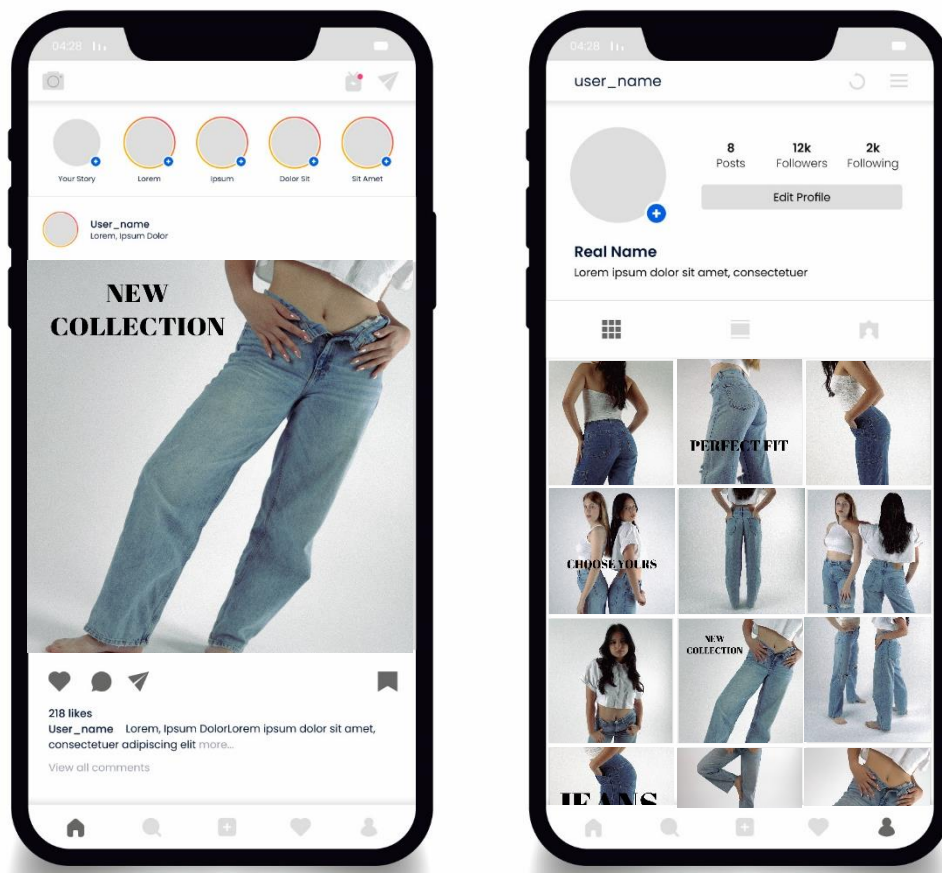 04:28
Your Story
Lorem
Ipsum
Dolor Sit
Sit Amet
User_name
Lorem, Ipsum Dolor
NEW
COLLECTION
218 likes
User_name Lorem, Ipsum DolorLorem ipsum dolor sit amet,
consectetuer adipiscing elit more...
View all comments
04:28
user_name
8 12k 2k
Posts Followers Following
Edit Profile
Real Name
Lorem ipsum dolor sit amet, consectetuer
PERFECT FIT
CHOOSE YOURS
NEW
COLLECTION
JEANS